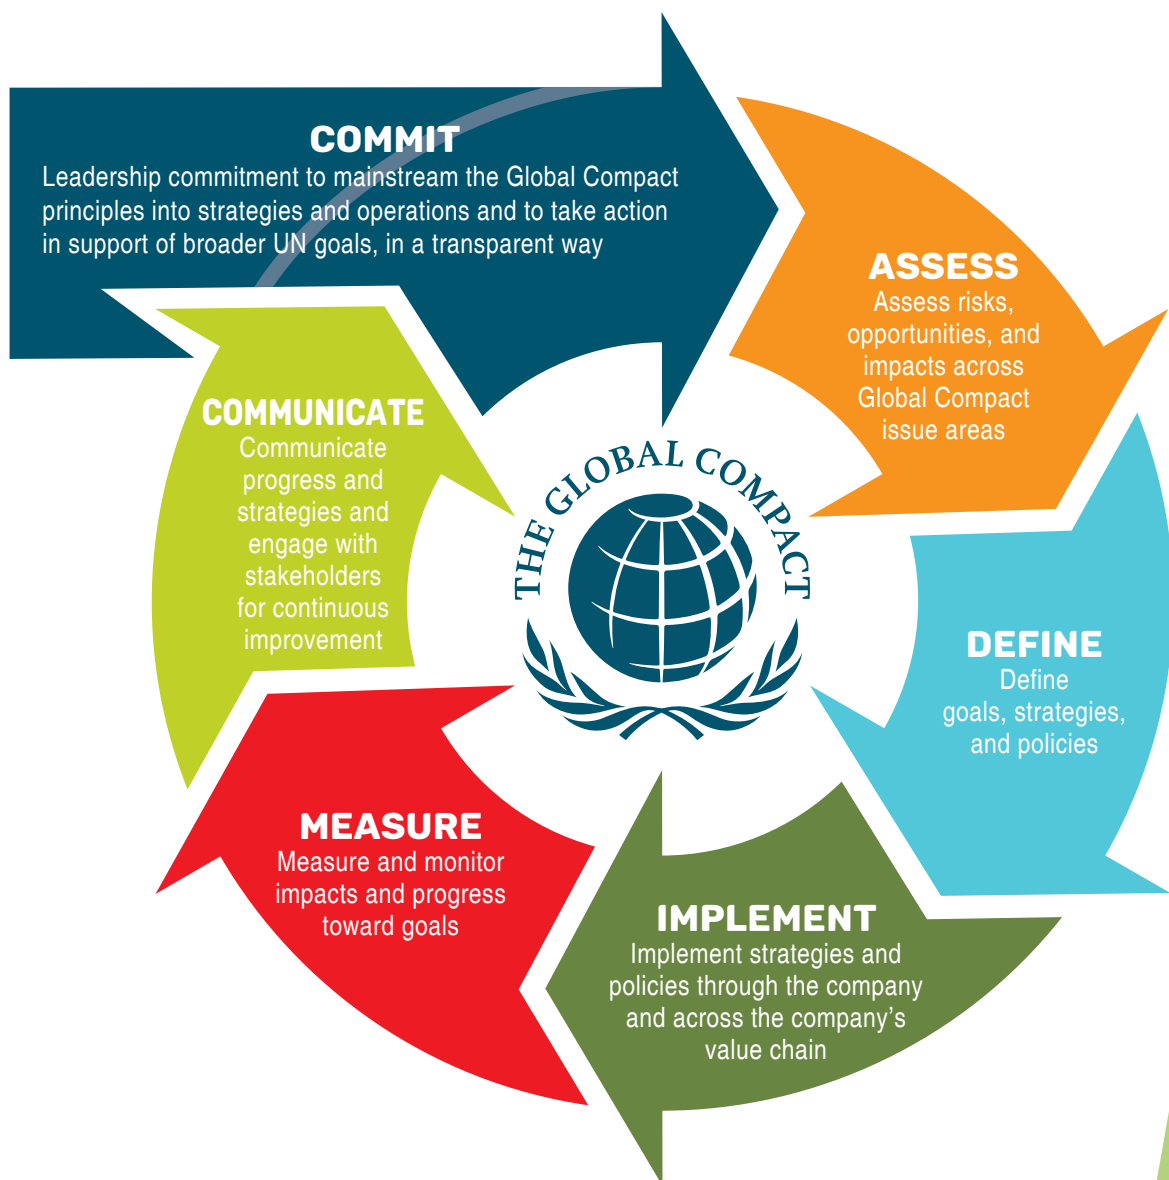 COMMIT
Leadership commitment to mainstream the Global Compact
principles into strategies and operations and to take action
in support of broader UN goals, in a transparent way
ASSESS
Assess risks,
opportunities, and
impacts across
Global Compact
issue areas
DEFINE
Define
goals, strategies,
and policies
IMPLEMENT
Implement strategies and
policies through the company
and across the company's
value chain
MEASURE
Measure and monitor
impacts and progress
toward goals
COMMUNICATE
Communicate
progress and
strategies and
engage with
stakeholders
for continuous
improvement
THE GLOBAL COMPACT